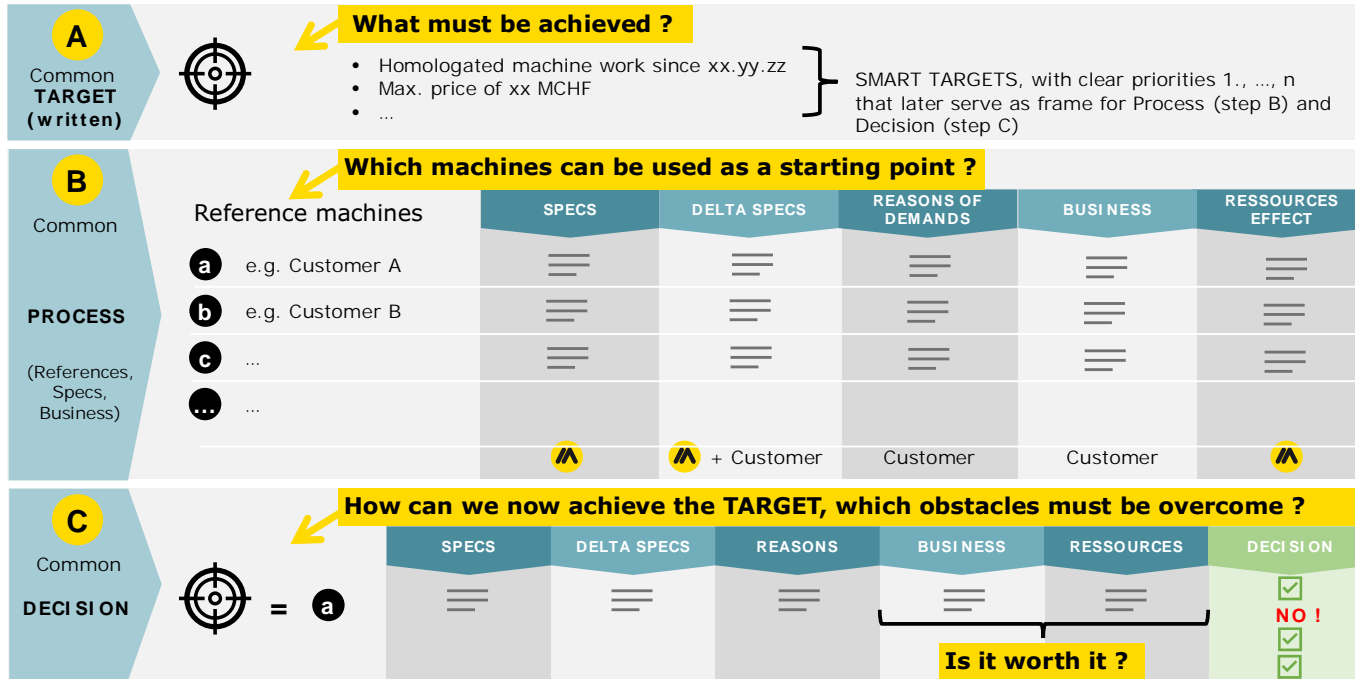 A
Common
TARGET
(written)
What must be achieved ?
• Homologated machine work since xx.yy.zz
• Max. price of xx MCHF
• ...
SMART TARGETS, with clear priorities 1., ..., n
that later serve as frame for Process (step B) and
Decision (step C)
B
Common
PROCESS
(References,
Specs,
Business)
Which machines can be used as a starting point ?
Reference machines
SPECS
DELTA SPECS
REASONS OF
DEMANDS
BUSINESS
RESSOURCES
EFFECT
a e.g. Customer A
b e.g. Customer B
c ...
... ...
+ Customer
Customer
Customer
C
Common
DECISION
How can we now achieve the TARGET, which obstacles must be overcome ?
= a
SPECS
DELTA SPECS
REASONS
BUSINESS
RESSOURCES
DECISION
NO !
Is it worth it ?